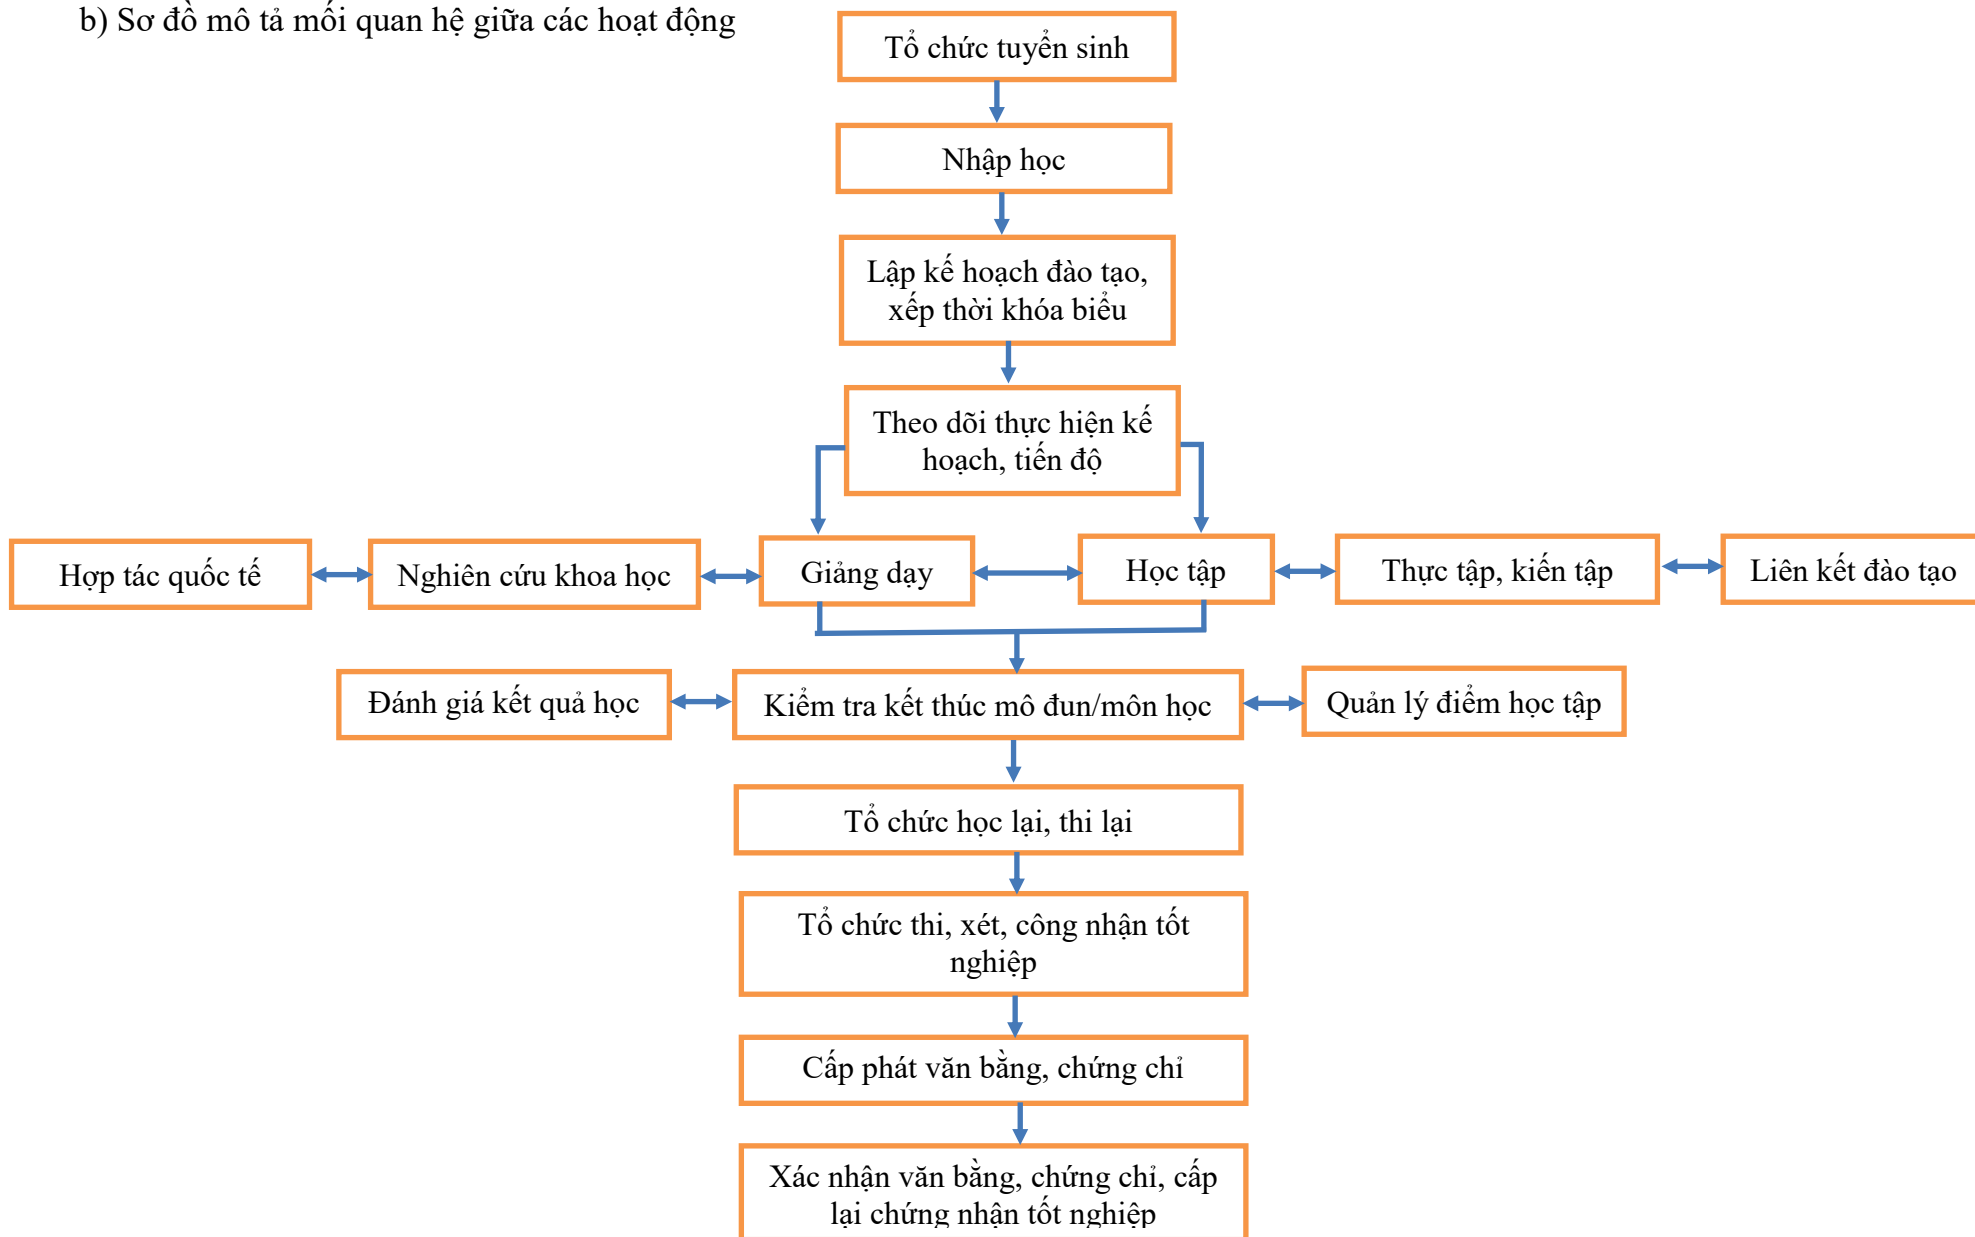 b) Sơ đồ mô tả mối quan hệ giữa các hoạt động
Tổ chức tuyển sinh
Nhập học
Lập kế hoạch đào tạo,
xếp thời khóa biểu
Theo dõi thực hiện kế
hoạch, tiến độ
Hợp tác quốc tế
Nghiên cứu khoa học
Giảng dạy
Học tập
Thực tập, kiến tập
Liên kết đào tạo
Đánh giá kết quả học
Kiểm tra kết thúc mô đun/môn học
Quản lý điểm học tập
Tổ chức học lại, thi lại
Tổ chức thi, xét, công nhận tốt
nghiệp
Cấp phát văn bằng, chứng chỉ
Xác nhận văn bằng, chứng chỉ, cấp
lại chứng nhận tốt nghiệp